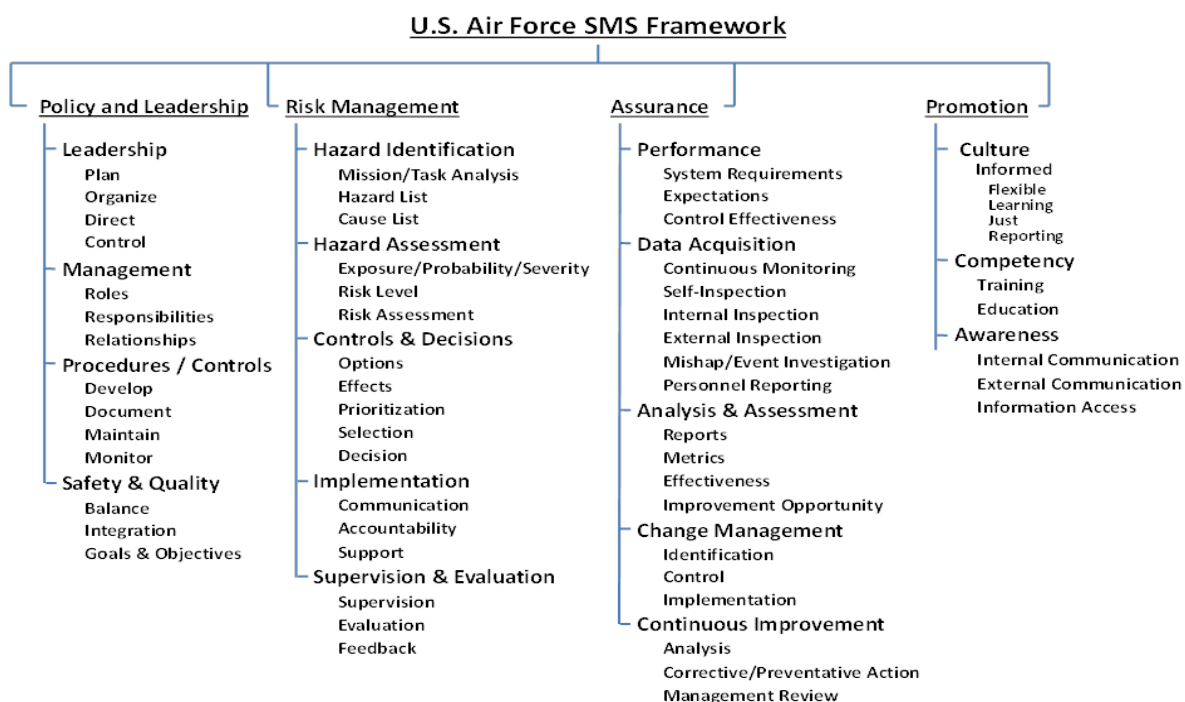 U.S. Air Force SMS Framework
Policy and Leadership
Leadership
Plan
Organize
Direct
Control
Management
Roles
Responsibilities
Relationships
Procedures / Controls
Develop
Document
Maintain
Monitor
Safety & Quality
Balance
Integration
Goals & Objectives
Risk Management
Hazard Identification
Mission/Task Analysis
Hazard List
Cause List
Hazard Assessment
Exposure/Probability/Severity
Risk Level
Risk Assessment
Controls & Decisions
Options
Effects
Prioritization
Selection
Decision
Implementation
Communication
Accountability
Support
Supervision & Evaluation
Supervision
Evaluation
Feedback
Assurance
Performance
System Requirements
Expectations
Control Effectiveness
Data Acquisition
Continuous Monitoring
Self-Inspection
Internal Inspection
External Inspection
Mishap/Event Investigation
Personnel Reporting
Analysis & Assessment
Reports
Metrics
Effectiveness
Improvement Opportunity
Change Management
Identification
Control
Implementation
Continuous Improvement
Analysis
Corrective/Preventative Action
Management Review
Promotion
Culture
Informed
Flexible
Learning
Just
Reporting
Competency
Training
Education
Awareness
Internal Communication
External Communication
Information Access